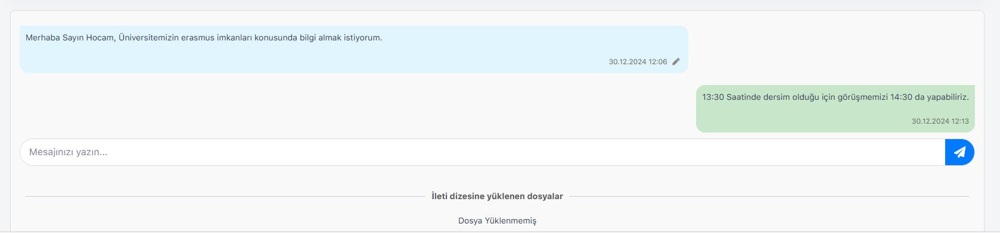 Merhaba Sayın Hocam, Üniversitemizin erasmus imkanları konusunda bilgi almak istiyorum.
30.12.2024 12:06
13:30 Saatinde dersim olduğu için görüşmemizi 14:30 da yapabiliriz.
30.12.2024 12:13
Mesajınızı yazın...
İleti dizesine yüklenen dosyalar
Dosya Yüklenmemiş